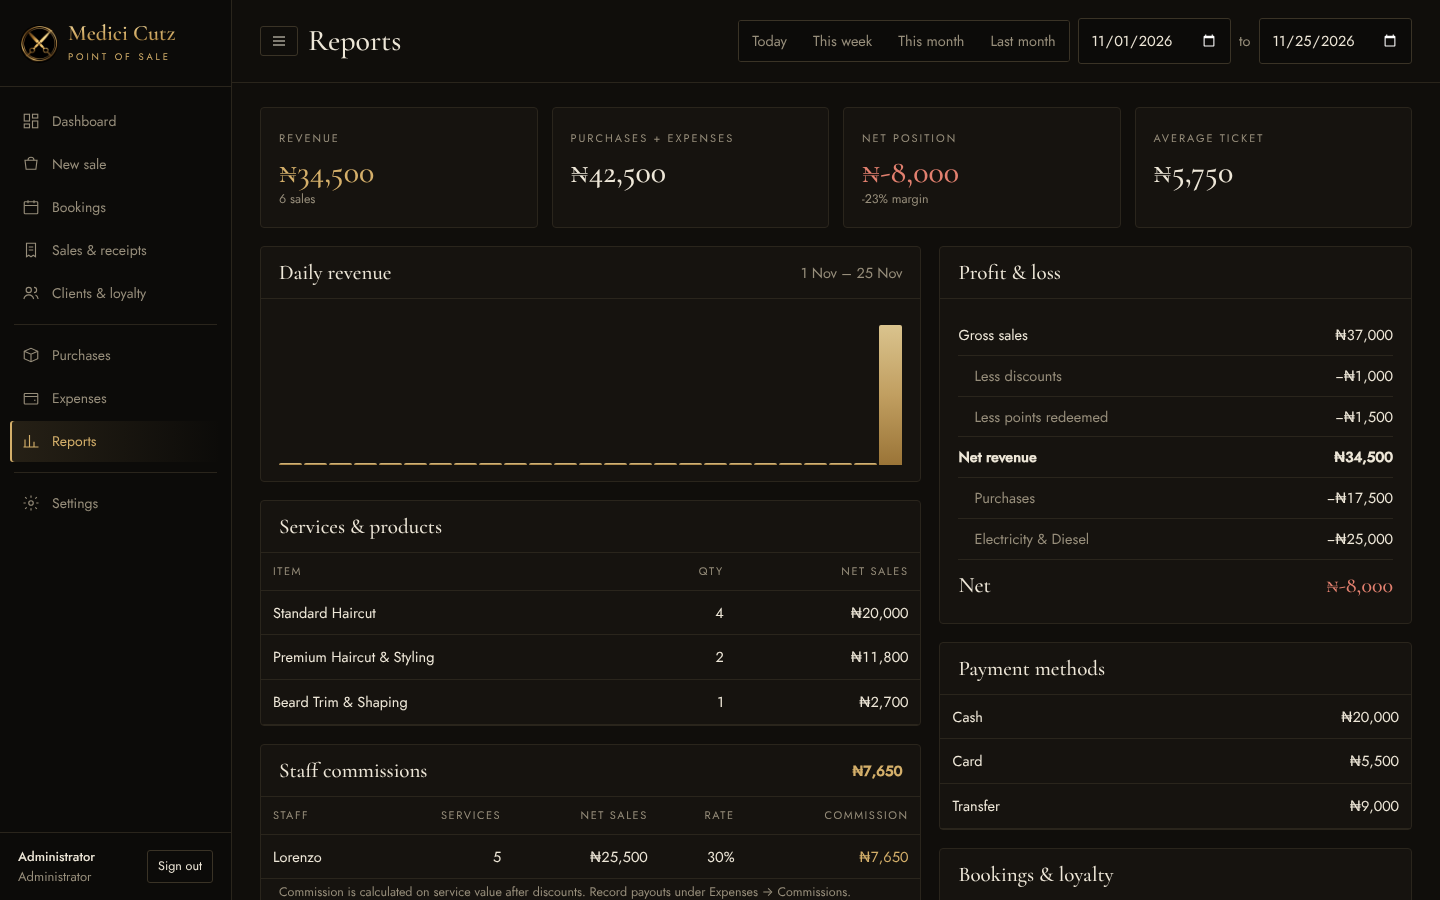 Medici Cutz
POINT OF SALE
Dashboard
New sale
Bookings
Sales & receipts
Clients & loyalty
Purchases
Expenses
Reports
Settings
Administrator
Administrator
Sign out
Reports
Today This week This month Last month 11/01/2026 to 11/25/2026
REVENUE
₦34,500
6 sales
PURCHASES + EXPENSES
₦42,500
NET POSITION
₦-8,000
-23% margin
AVERAGE TICKET
₦5,750
Daily revenue 1 Nov – 25 Nov
Services & products
ITEM QTY NET SALES
Standard Haircut 4 ₦20,000
Premium Haircut & Styling 2 ₦11,800
Beard Trim & Shaping 1 ₦2,700
Staff commissions ₦7,650
STAFF SERVICES NET SALES RATE COMMISSION
Lorenzo 5 ₦25,500 30% ₦7,650
Commission is calculated on service value after discounts. Record payouts under Expenses → Commissions.
Profit & loss
Gross sales ₦37,000
Less discounts –₦1,000
Less points redeemed –₦1,500
Net revenue ₦34,500
Purchases –₦17,500
Electricity & Diesel –₦25,000
Net ₦-8,000
Payment methods
Cash ₦20,000
Card ₦5,500
Transfer ₦9,000
Bookings & loyalty